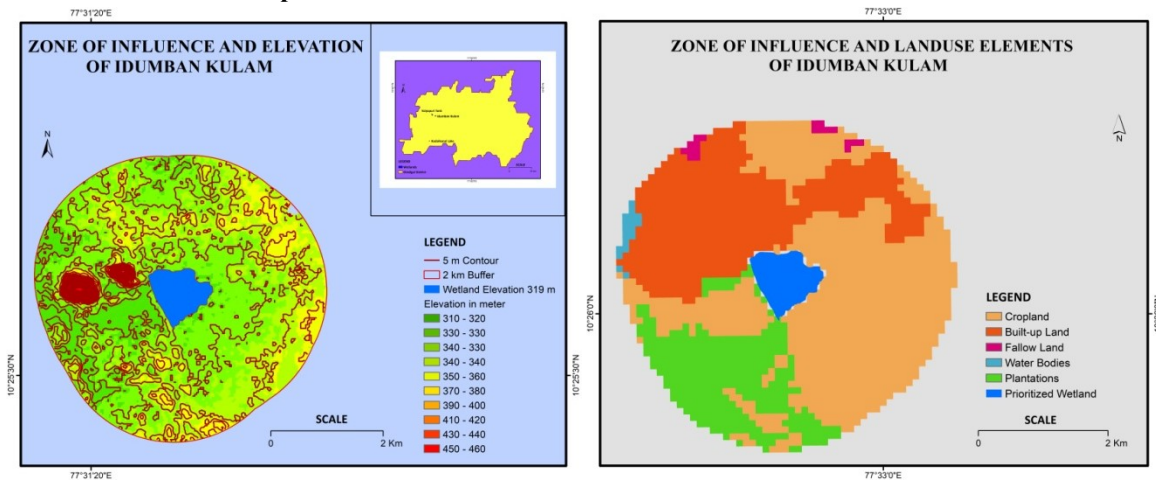 77°31'20"E
ZONE OF INFLUENCE AND ELEVATION
OF IDUMBAN KULAM
N
LEGEND
5 m Contour
2 km Buffer
Wetland Elevation 319 m
Elevation in meter
310 - 320
330 - 330
340 - 330
340 - 340
350 - 360
370 - 380
390 - 400
410 - 420
430 - 440
450 - 460
SCALE
0 2 Km
10°25'30"N
10°25'30"N
77°31'20"E
77°33'0"E
ZONE OF INFLUENCE AND LANDUSE ELEMENTS
OF IDUMBAN KULAM
N
LEGEND
Cropland
Built-up Land
Fallow Land
Water Bodies
Plantations
Prioritized Wetland
SCALE
0 2 Km
10°26'0"N
77°33'0"E